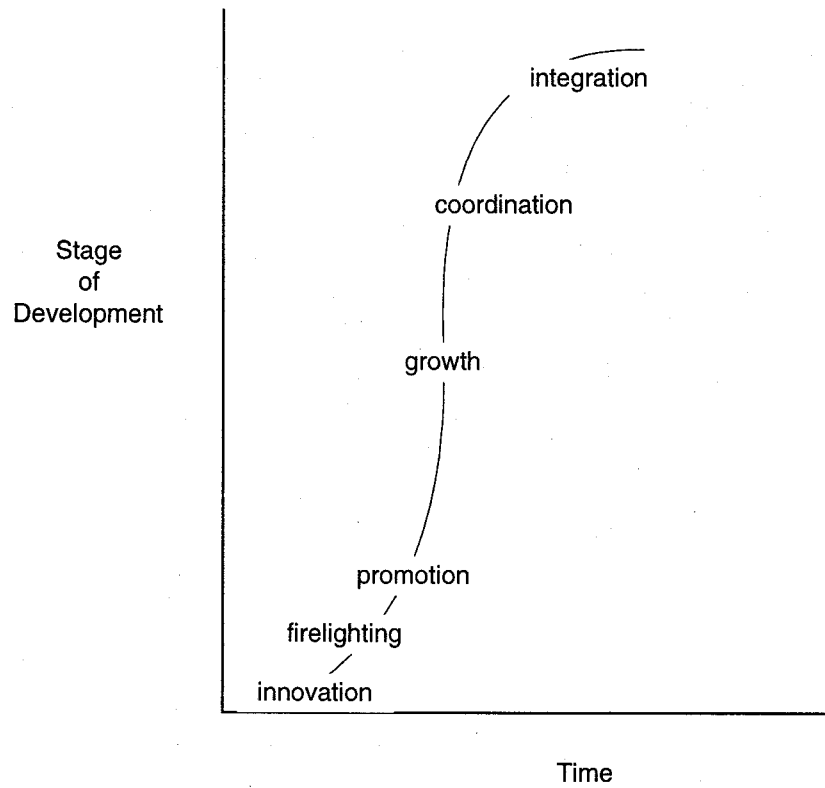 integration
coordination
Stage
of
Development
growth
promotion
firelighting
innovation
Time